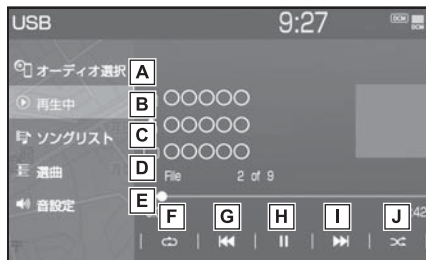 USB 9:27 DCM
オーディオ選択 A
再生中 B ○○○○○
ソングリスト C ○○○○○
選曲 D ○○○○○
File 2 of 9
音設定 E
F G H I J